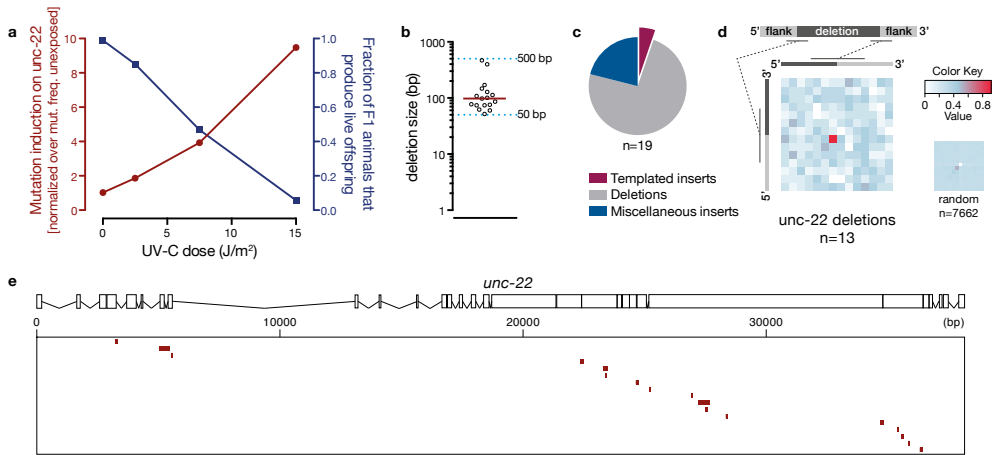 a
Mutation induction on unc-22
[normalized over mut. freq. unexposed]
10
8
6
4
2
0
1.0
0.8
0.6
0.4
0.2
0.0
Fraction of F1 animals that
produce live offspring
0
5
10
15
UV-C dose (J/m²)
b
deletion size (bp)
1000
100
10
1
500 bp
50 bp
c
n=19
Templated inserts
Deletions
Miscellaneous inserts
d
5' flank deletion flank 3'
5' 3'
3'
5'
unc-22 deletions
n=13
Color Key
0 0.4 0.8
Value
random
n=7662
e
unc-22
0 10000 20000 30000 (bp)